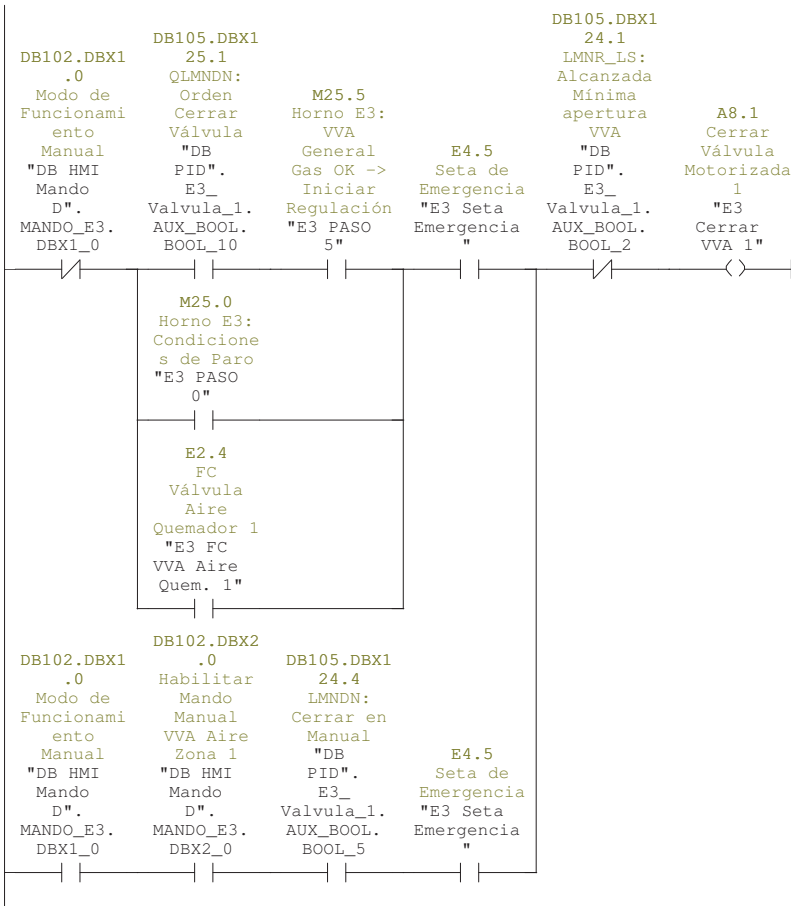 DB102.DBX1
.0
Modo de
Funcionami
ento
Manual
"DB HMI
Mando
D".
MANDO_E3.
DBX1_0
DB105.DBX1
25.1
QLMNDN:
Orden
Cerrar
Válvula
"DB
PID".
E3_
Valvula_1.
AUX_BOOL.
BOOL_10
M25.5
Horno E3:
VVA
General
Gas OK ->
Iniciar
Regulación
"E3 PASO
5"
E4.5
Seta de
Emergencia
"E3 Seta
Emergencia
"
DB105.DBX1
24.1
LMNR_LS:
Alcanzada
Mínima
apertura
VVA
"DB
PID".
E3_
Valvula_1.
AUX_BOOL.
BOOL_2
A8.1
Cerrar
Válvula
Motorizada
1
"E3
Cerrar
VVA 1"
M25.0
Horno E3:
Condicione
s de Paro
"E3 PASO
0"
E2.4
FC
Válvula
Aire
Quemador 1
"E3 FC
VVA Aire
Quem. 1"
DB102.DBX1
.0
Modo de
Funcionami
ento
Manual
"DB HMI
Mando
D".
MANDO_E3.
DBX1_0
DB102.DBX2
.0
Habilitar
Mando
Manual
VVA Aire
Zona 1
"DB HMI
Mando
D".
MANDO_E3.
DBX2_0
DB105.DBX1
24.4
LMNDN:
Cerrar en
Manual
"DB
PID".
E3_
Valvula_1.
AUX_BOOL.
BOOL_5
E4.5
Seta de
Emergencia
"E3 Seta
Emergencia
"